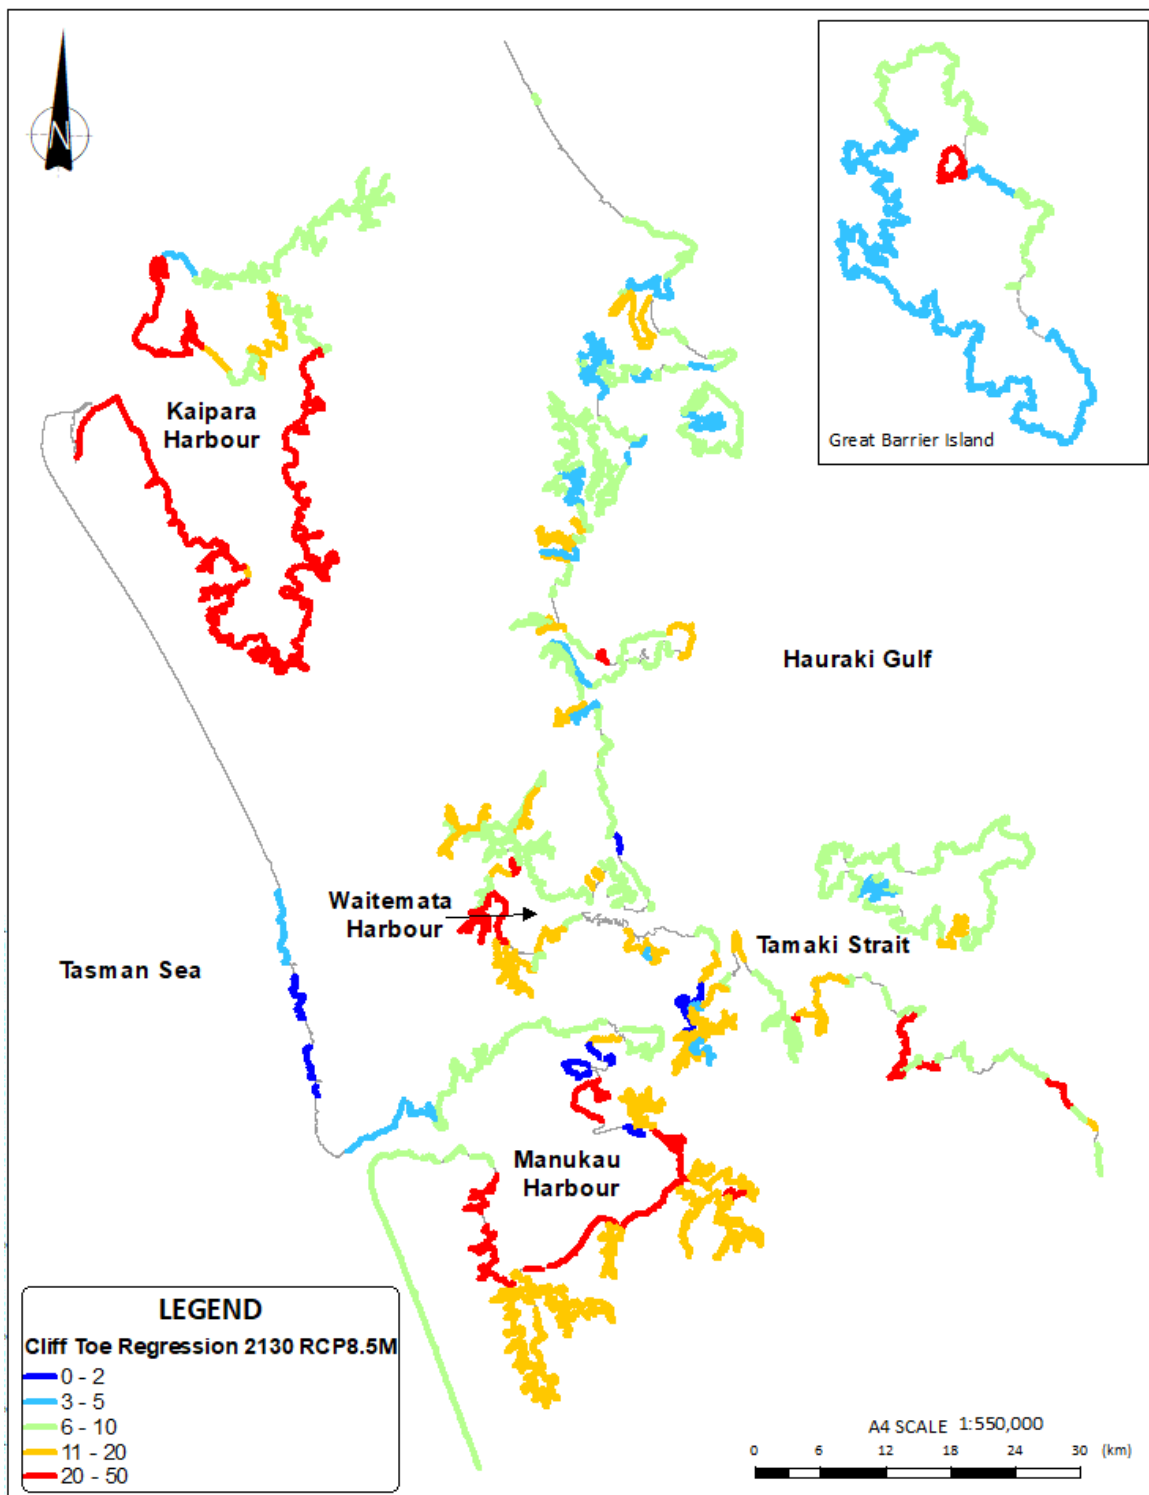 N
Great Barrier Island
Kaipara
Harbour
Hauraki Gulf
Waitemata
Harbour
Tamaki Strait
Tasman Sea
Manukau
Harbour
LEGEND
Cliff Toe Regression 2130 RCP8.5M
0 - 2
3 - 5
6 - 10
11 - 20
20 - 50
A4 SCALE 1:550,000
0 6 12 18 24 30 (km)